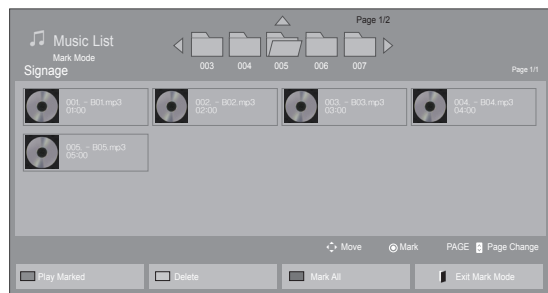 Page 1/2
Music List
Mark Mode
Signage
003 004 005 006 007
Page 1/1
001. - B01.mp3
01:00
002. - B02.mp3
02:00
003. - B03.mp3
03:00
004. - B04.mp3
04:00
005. - B05.mp3
05:00
Move Mark PAGE Page Change
Play Marked Delete Mark All Exit Mark Mode